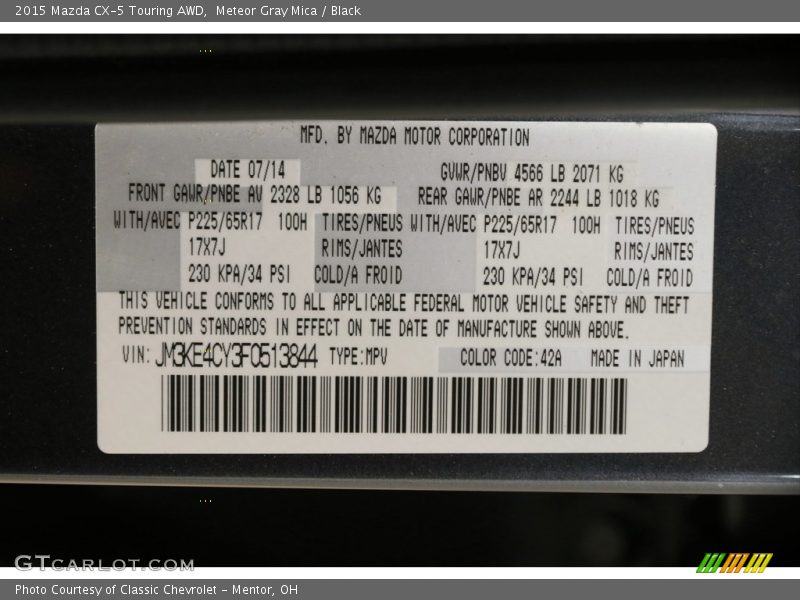 2015 Mazda CX-5 Touring AWD, Meteor Gray Mica / Black
MFD. BY MAZDA MOTOR CORPORATION
DATE 07/14 GVWR/PNBV 4566 LB 2071 KG
FRONT GAWR/PNBE AV 2328 LB 1056 KG REAR GAWR/PNBE AR 2244 LB 1018 KG
WITH/AVEC P225/65R17 100H TIRES/PNEUS WITH/AVEC P225/65R17 100H TIRES/PNEUS
17X7J RIMS/JANTES 17X7J RIMS/JANTES
230 KPA/34 PSI COLD/A FROID 230 KPA/34 PSI COLD/A FROID
THIS VEHICLE CONFORMS TO ALL APPLICABLE FEDERAL MOTOR VEHICLE SAFETY AND THEFT
PREVENTION STANDARDS IN EFFECT ON THE DATE OF MANUFACTURE SHOWN ABOVE.
VIN: JM3KE4CY3F0513844 TYPE:MPV COLOR CODE:42A MADE IN JAPAN
GTCARLOT.COM
Photo Courtesy of Classic Chevrolet - Mentor, OH